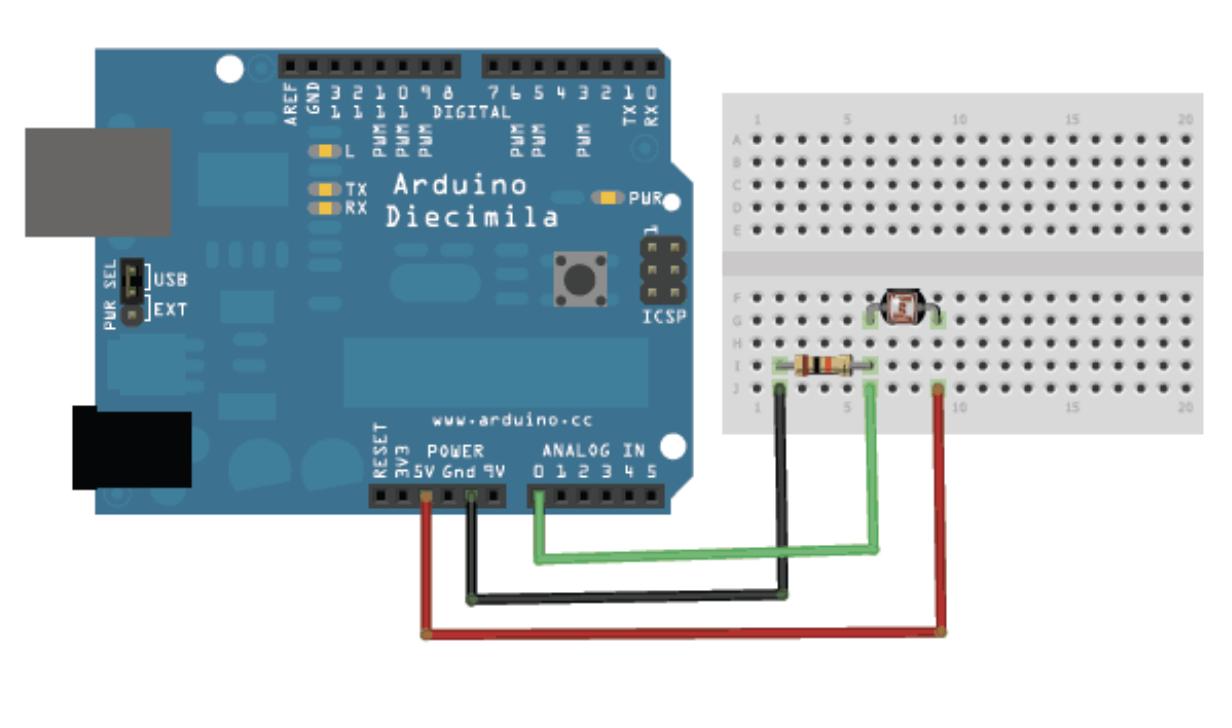 AREF GND 13 12 11 10 9 8 7 6 5 4 3 2 1 0
DIGITAL
TX RX
PWM PWM PWM PWM PWM PWM
L
TX
RX
Arduino
Diecimila
PWR
1
ICSP
PWR SEL
USB
EXT
www.arduino.cc
POWER
ANALOG IN
RESET 3V3 5V Gnd 9V 0 1 2 3 4 5
1 5 10 15 20
A
B
C
D
E
F
G
H
I
J
1 5 10 15 20